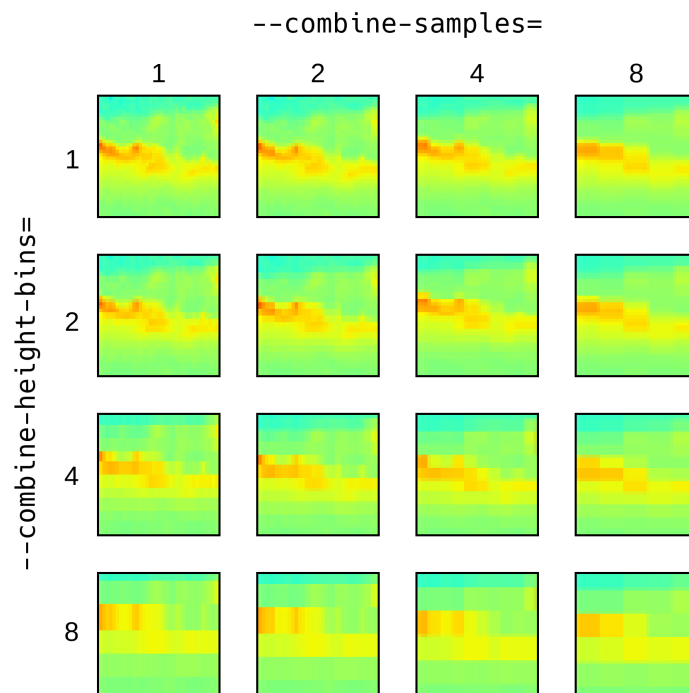 --combine-samples=
1 2 4 8
1
--combine-height-bins=
2
4
8